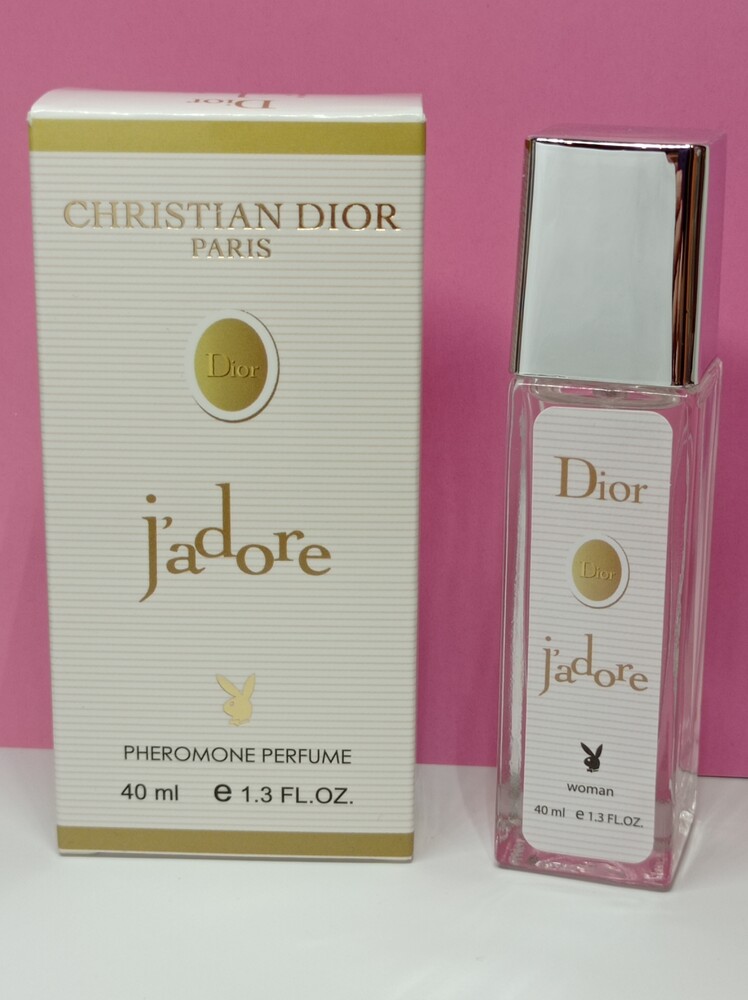 Dior
CHRISTIAN DIOR
PARIS
Dior
j'adore
PHEROMONE PERFUME
40 ml e 1.3 FL.OZ.
Dior
Dior
j'adore
woman
40 ml e 1.3 FL.OZ.